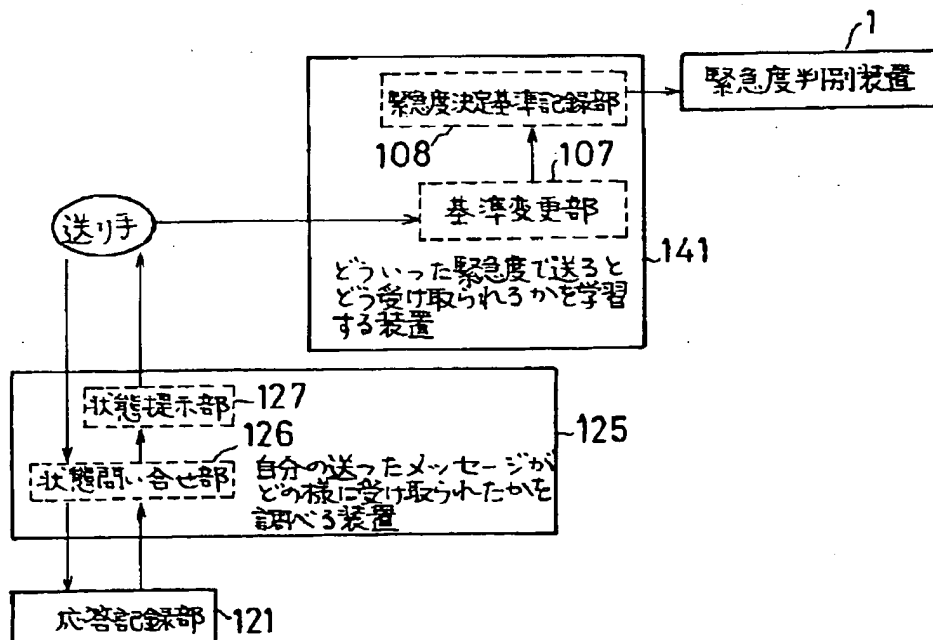 1
緊急度判別装置
緊急度決定基準記録部
108
107
基準変更部
送り手
141
どういった緊急度で送ると
どう受け取られるかを学習
する装置
状態提示部
127
126
125
状態問い合せ部
自分の送ったメッセージが
どの様に受け取られたかを
調べる装置
応答記録部
121